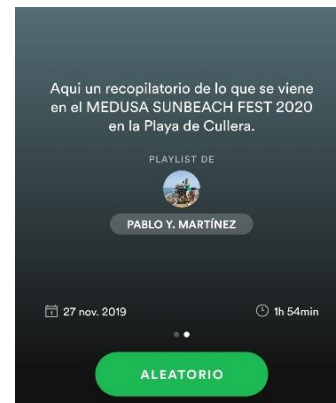 Aqui un recopilatorio de lo que se viene
en el MEDUSA SUNBEACH FEST 2020
en la Playa de Cullera.
PLAYLIST DE
PABLO Y. MARTÍNEZ
27 nov. 2019
1h 54min
ALEATORIO